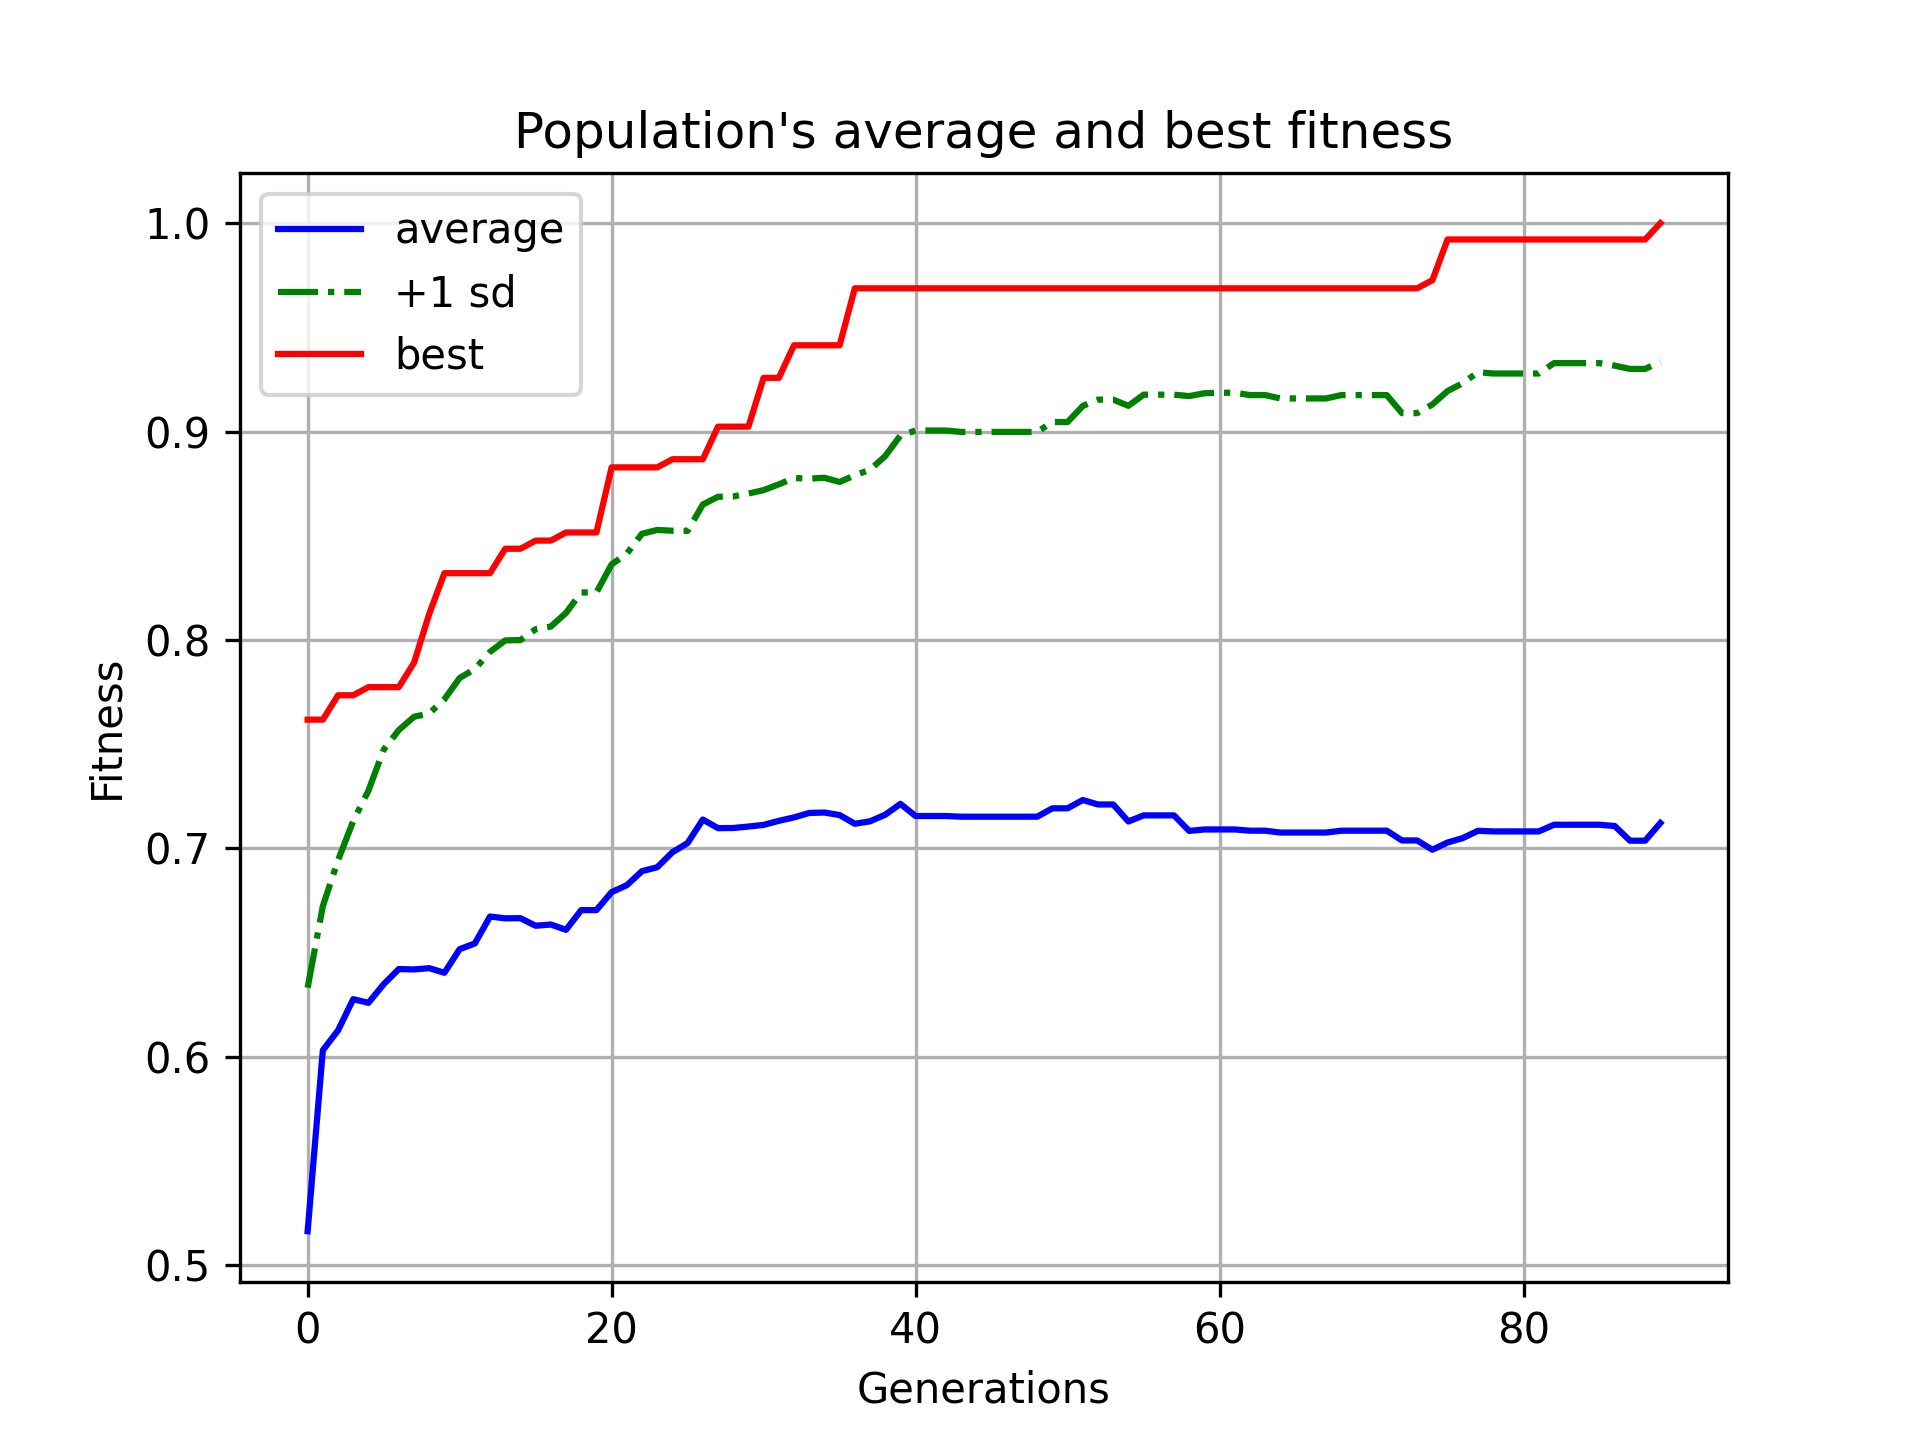 Population's average and best fitness
average
+1 sd
best
1.0
0.9
0.8
0.7
0.6
0.5
Fitness
0 20 40 60 80
Generations